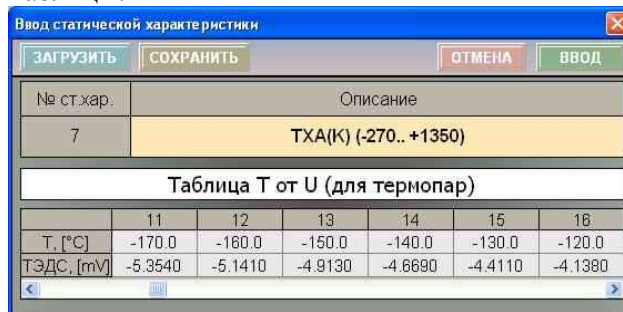 Ввод статической характеристики
ЗАГРУЗИТЬ СОХРАНИТЬ ОТМЕНА ВВОД
№ ст.хар. Описание
7 ТХА(К) (-270.. +1350)
Таблица Т от U (для термопар)
11 12 13 14 15 16
Т, [°C] -170.0 -160.0 -150.0 -140.0 -130.0 -120.0
ТЭДС, [mV] -5.3540 -5.1410 -4.9130 -4.6690 -4.4110 -4.1380